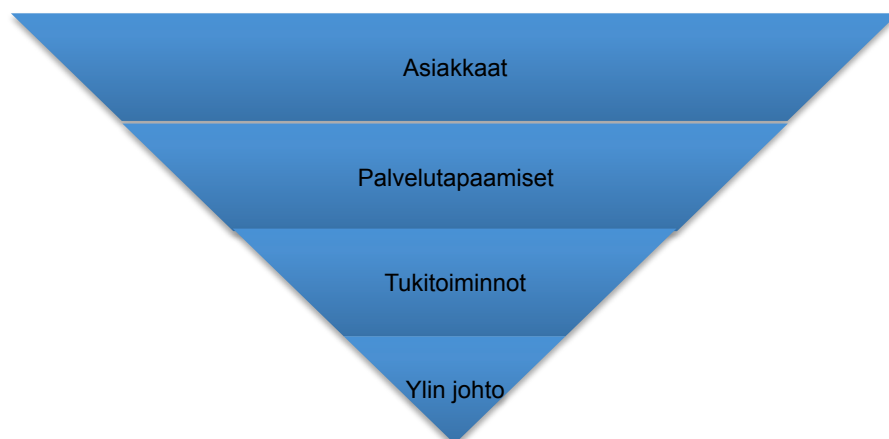 Asiakkaat
Palvelutapaamiset
Tukitoiminnot
Ylin johto